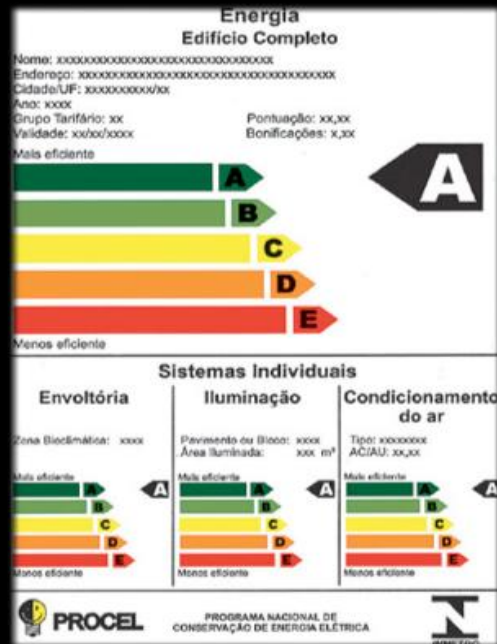 Energia
Edifício Completo
Nome: xxxxxxxxxxxxxxxxxxxxxxxxxxxxxxxx
Endereço: xxxxxxxxxxxxxxxxxxxxxxxxxxxxxxxxxxxxxx
Cidade/UF: xxxxxxxxxx/xx
Ano: xxxx
Grupo Tarifário: xx Pontuação: xx,xx
Validade: xx/xx/xxxx Bonificações: x,xx
Mais eficiente
A A
B
C
D
E
Menos eficiente
Sistemas Individuais
Envoltória
Zona Bioclimática: xxxx
Mais eficiente
A A
B
C
D
E
Menos eficiente
Iluminação
Pavimento ou Bloco: xxxx
Área Iluminada: xxx m²
Mais eficiente
A A
B
C
D
E
Menos eficiente
Condicionamento
do ar
Tipo: xxxxxxxx
AC/AU: xx,xx
Mais eficiente
A A
B
C
D
E
Menos eficiente
PROCEL
PROGRAMA NACIONAL DE
CONSERVAÇÃO DE ENERGIA ELÉTRICA
INMETRO